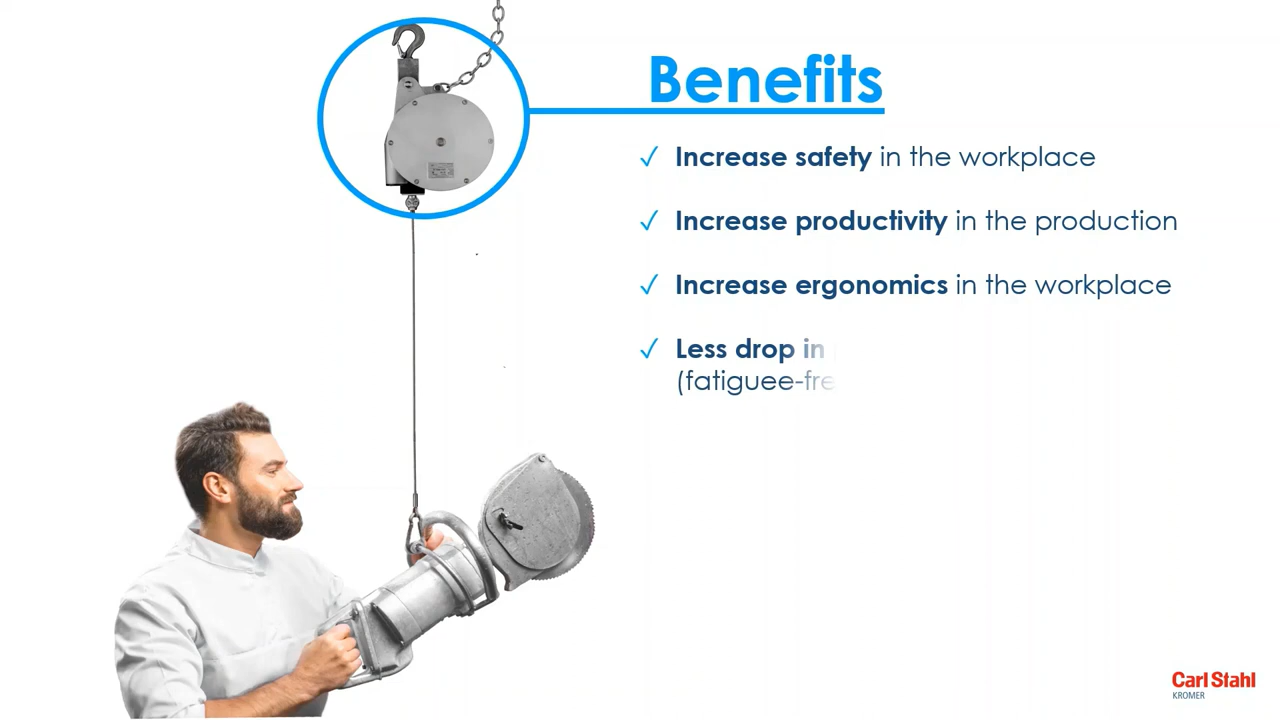 Benefits
✓ Increase safety in the workplace
✓ Increase productivity in the production
✓ Increase ergonomics in the workplace
✓ Less drop in
(fatiguee-fre
Carl Stahl
KROMER